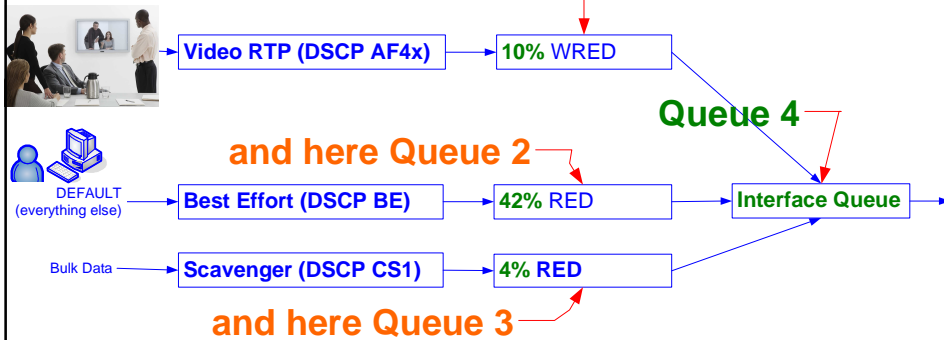 Video RTP (DSCP AF4x)
10% WRED
Queue 4
and here Queue 2
DEFAULT
(everything else)
Best Effort (DSCP BE)
42% RED
Interface Queue
Bulk Data
Scavenger (DSCP CS1)
4% RED
and here Queue 3